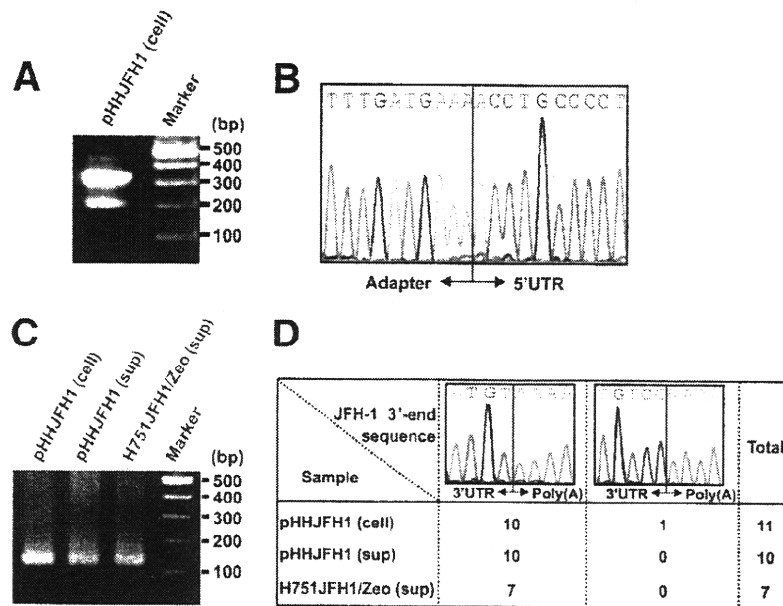 A
pHHJFH1 (cell)
Marker
(bp)
500
400
300
200
100
B
TTTGATGAAAACCTGCCCCT
Adapter
5'UTR
C
pHHJFH1 (cell)
pHHJFH1 (sup)
H751JFH1/Zeo (sup)
Marker
(bp)
500
400
300
200
100
D
JFH-1 3'-end
sequence
Sample
3'UTR
Poly(A)
3'UTR
Poly(A)
Total
pHHJFH1 (cell) 10 1 11
pHHJFH1 (sup) 10 0 10
H751JFH1/Zeo (sup) 7 0 7